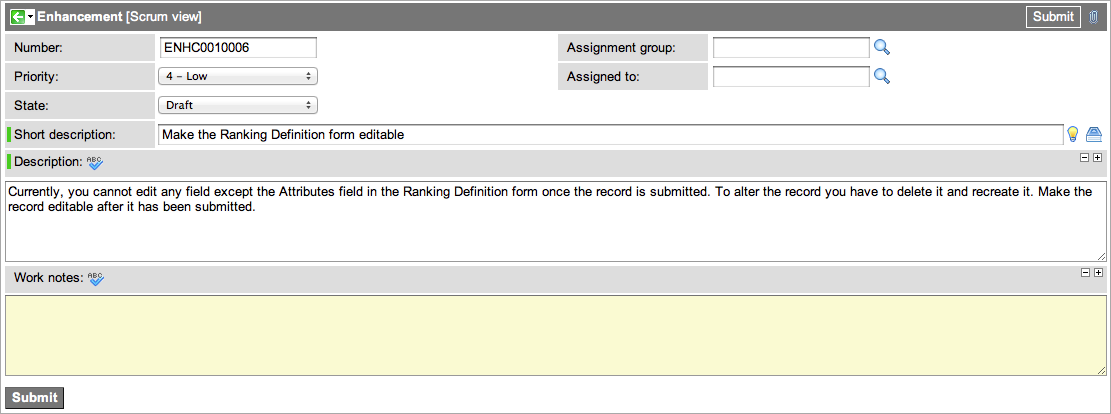 Enhancement [Scrum view] Submit
Number: ENHC0010006 Assignment group:
Priority: 4 – Low Assigned to:
State: Draft
Short description: Make the Ranking Definition form editable
Description: ABC
Currently, you cannot edit any field except the Attributes field in the Ranking Definition form once the record is submitted. To alter the record you have to delete it and recreate it. Make the
record editable after it has been submitted.
Work notes: ABC
Submit